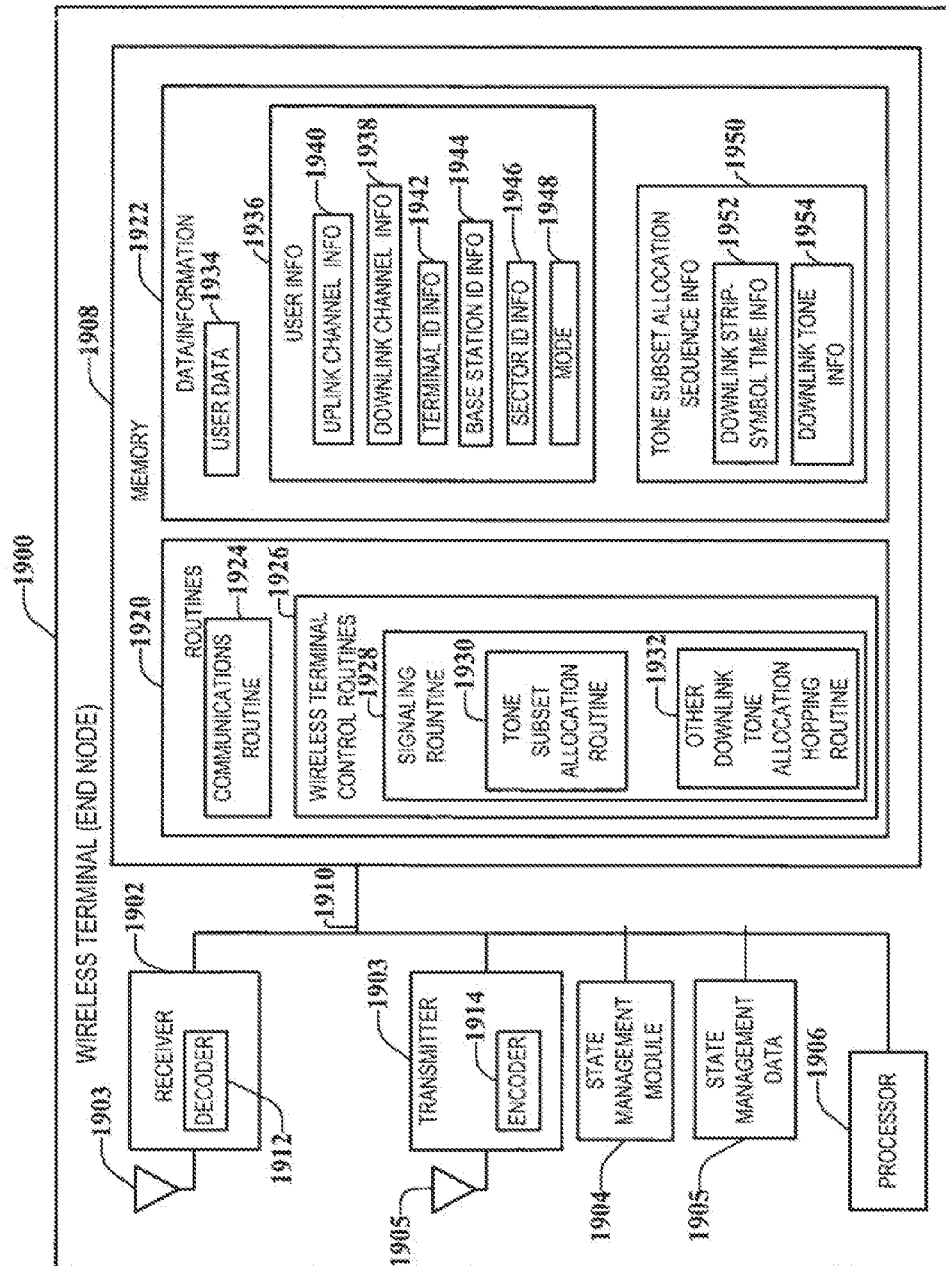 1900
WIRELESS TERMINAL (END NODE)
1903
1902
RECEIVER
DECODER
1912
1910
1905
1903
TRANSMITTER
1914
ENCODER
1904
STATE
MANAGEMENT
MODULE
1905
STATE
MANAGEMENT
DATA
1906
PROCESSOR
1908
MEMORY
1920
ROUTINES
1924
COMMUNICATIONS
ROUTINE
1926
WIRELESS TERMINAL
CONTROL ROUTINES
1928
SIGNALING
ROUNTINE
1930
TONE
SUBSET
ALLOCATION
ROUTINE
1932
OTHER
DOWNLINK
TONE
ALLOCATION
HOPPING
ROUTINE
1922
DATA/INFORMATION
1934
USER DATA
1936
USER INFO
1940
UPLINK CHANNEL INFO
1938
DOWNLINK CHANNEL INFO
1942
TERMINAL ID INFO
1944
BASE STATION ID INFO
1946
SECTOR ID INFO
1948
MODE
1950
TONE SUBSET ALLOCATION
SEQUENCE INFO
1952
DOWNLINK STRIP-
SYMBOL TIME INFO
1954
DOWNLINK TONE
INFO